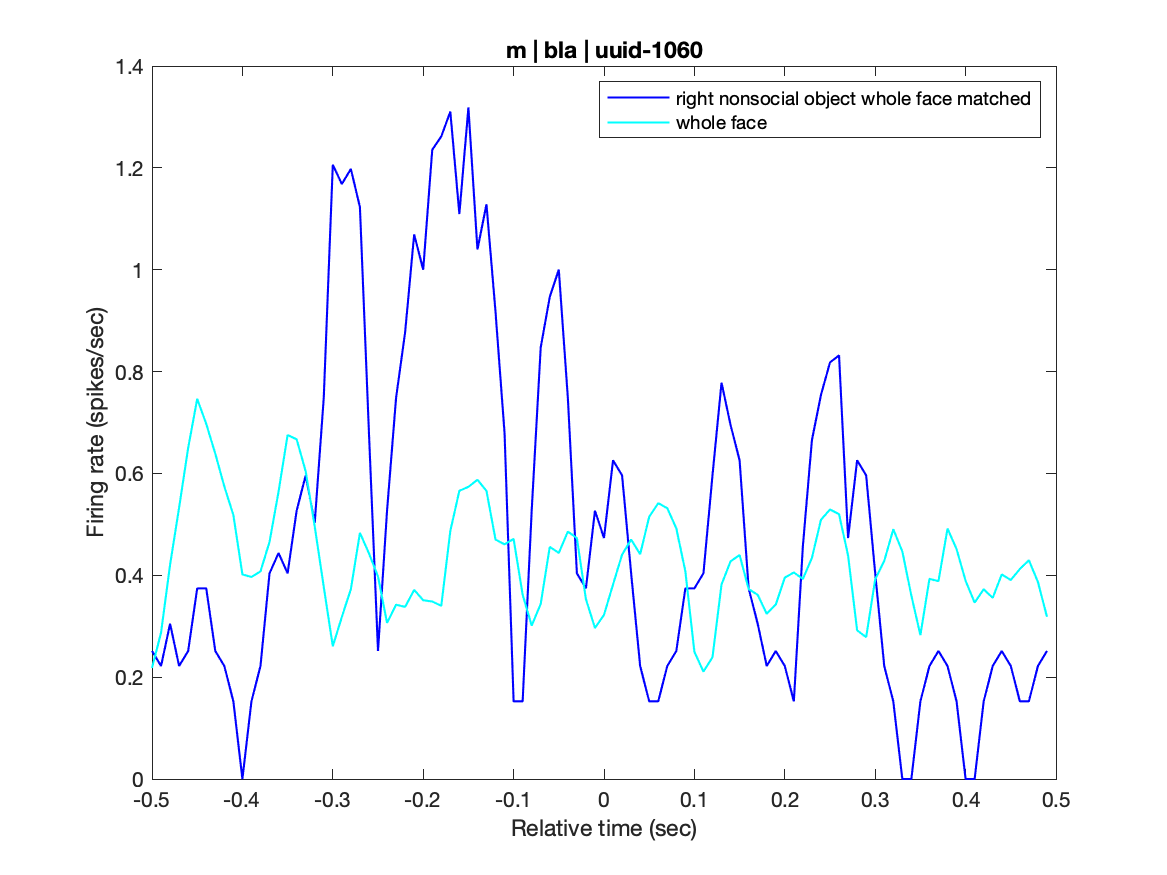 m | bla | uuid-1060
right nonsocial object whole face matched
whole face
Firing rate (spikes/sec)
1.4
1.2
1
0.8
0.6
0.4
0.2
0
-0.5 -0.4 -0.3 -0.2 -0.1 0 0.1 0.2 0.3 0.4 0.5
Relative time (sec)